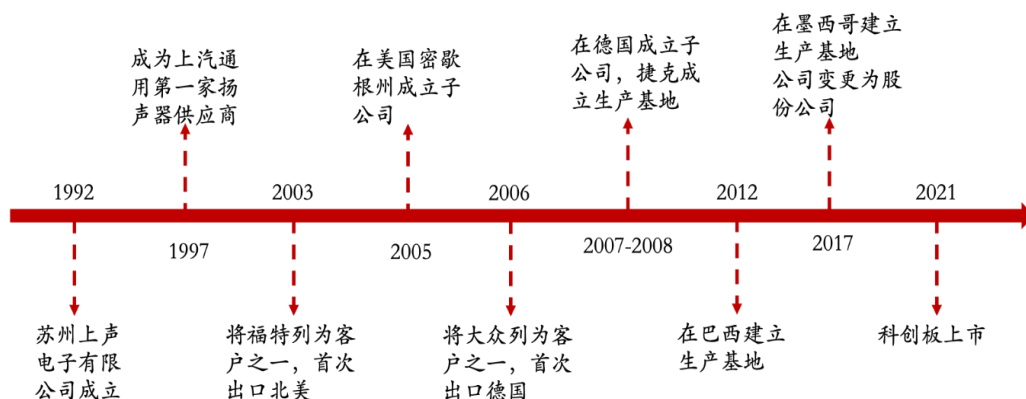 成为上汽通
用第一家扬
声器供应商
在美国密歇
根州成立子
公司
在德国成立子
公司，捷克成
立生产基地
在墨西哥建立
生产基地
公司变更为股
份公司
1992
2003
2006
2012
2021
1997
2005
2007-2008
2017
苏州上声
电子有限
公司成立
将福特列为客
户之一，首次
出口北美
将大众列为客
户之一，首次
出口德国
在巴西建立
生产基地
科创板上市